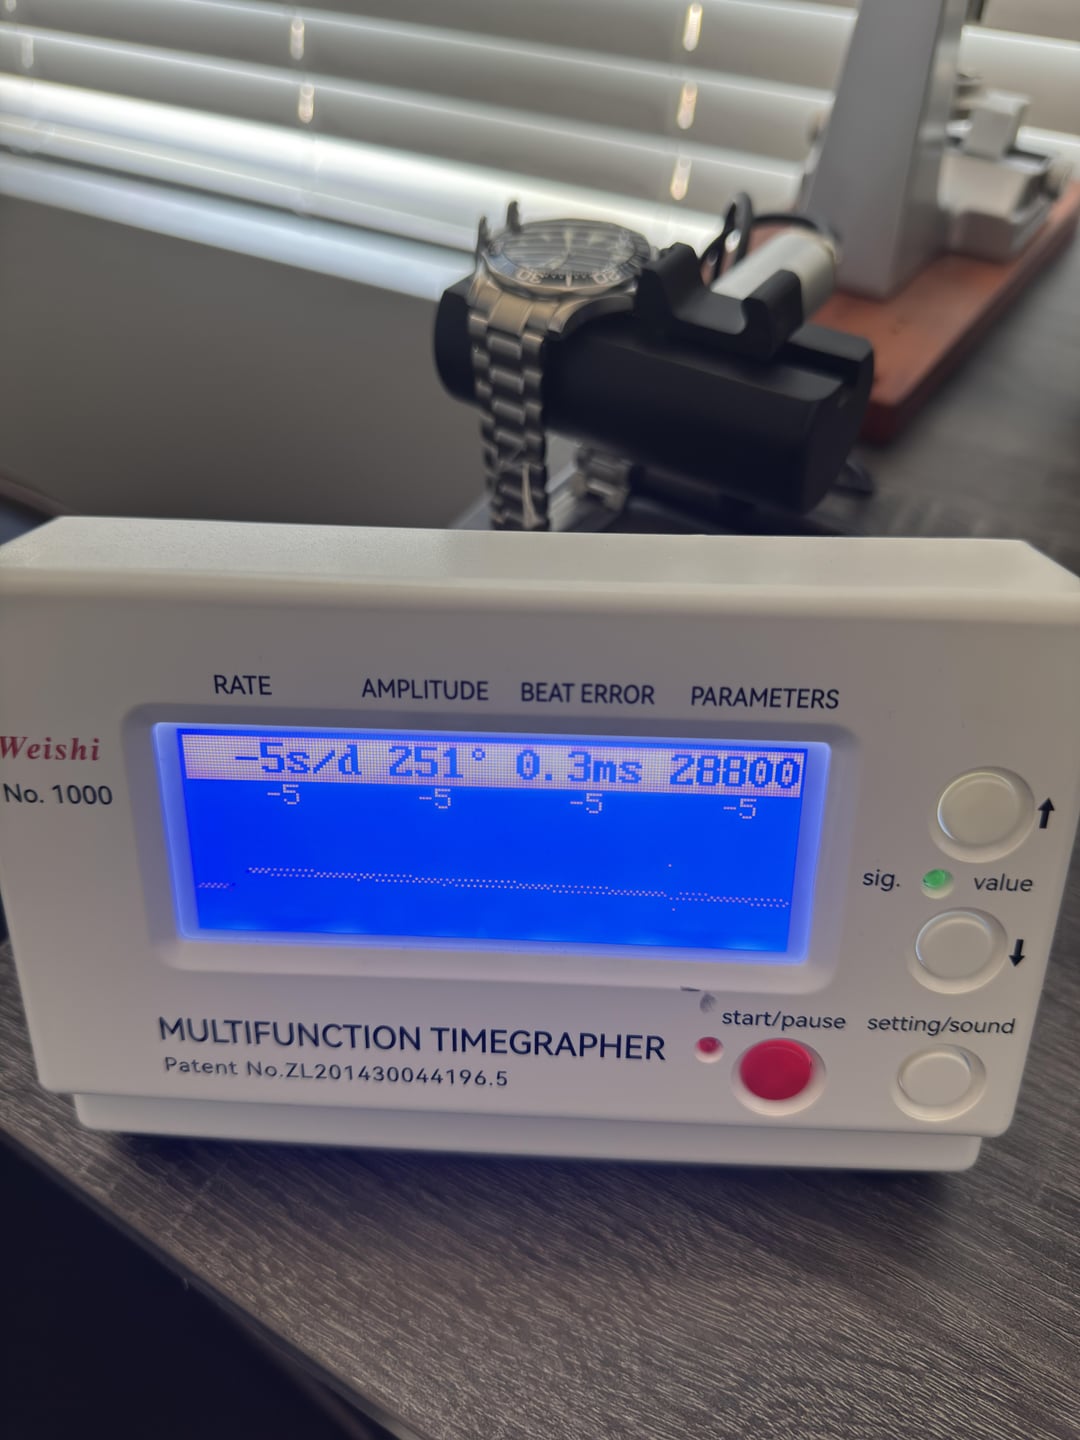 RATE AMPLITUDE BEAT ERROR PARAMETERS
Weishi
No. 1000
-5s/d 251° 0.3ms 28800
-5 -5 -5 -5
sig. value
start/pause setting/sound
MULTIFUNCTION TIMEGRAPHER
Patent No.ZL201430044196.5